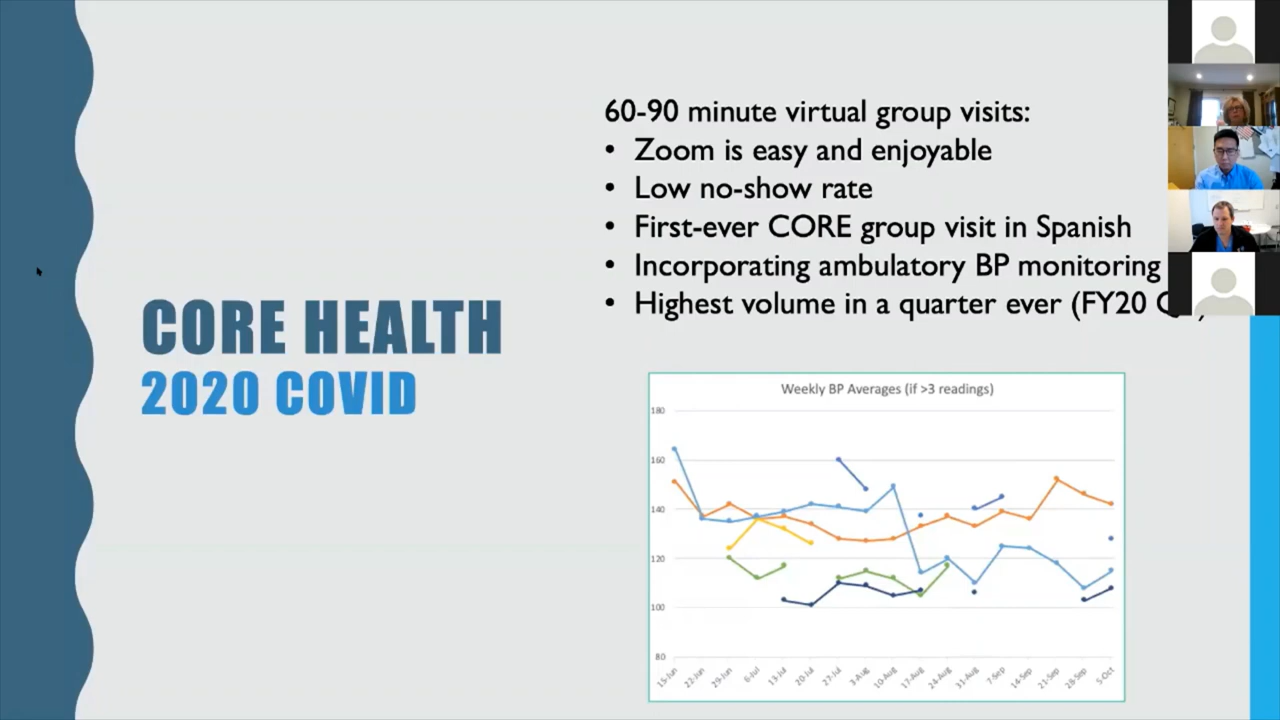 60-90 minute virtual group visits:
• Zoom is easy and enjoyable
• Low no-show rate
• First-ever CORE group visit in Spanish
• Incorporating ambulatory BP monitoring
• Highest volume in a quarter ever (FY20
CORE HEALTH
2020 COVID
Weekly BP Averages (if >3 readings)
180
160
140
120
100
80
15-Jun 22-Jun 29-Jun 6-Jul 13-Jul 20-Jul 27-Jul 3-Aug 10-Aug 17-Aug 24-Aug 31-Aug 7-Sep 14-Sep 21-Sep 28-Sep 5-Oct